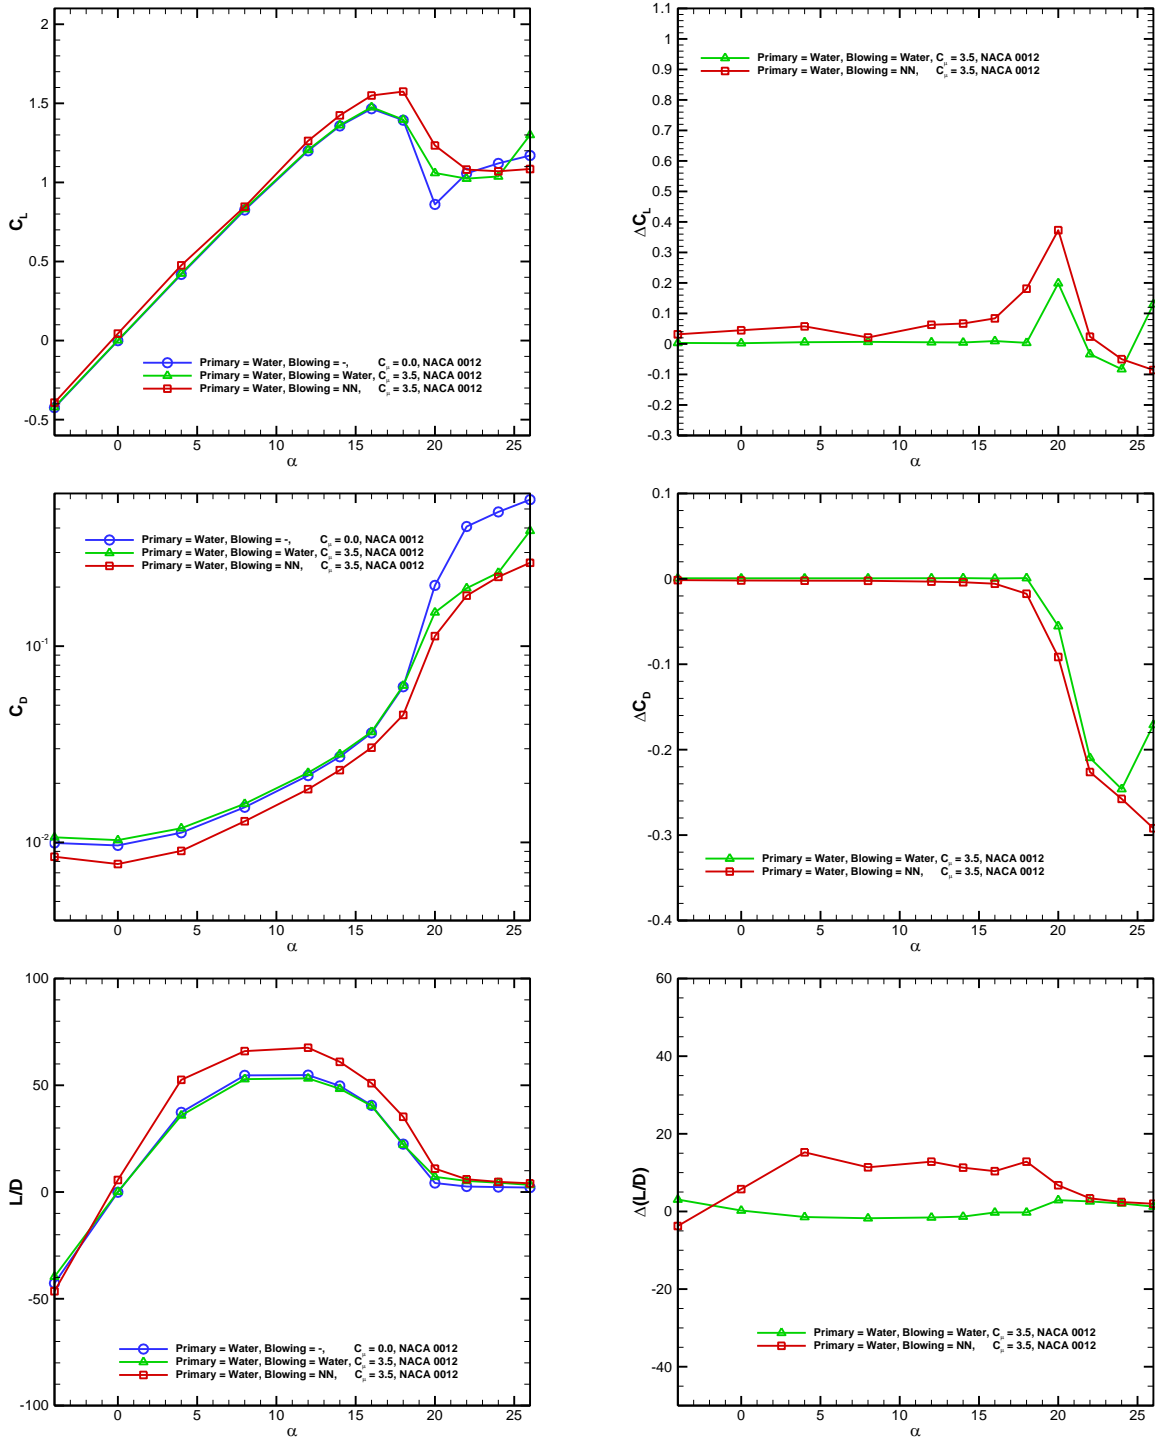 2
1.5
1
0.5
0
-0.5
C_L
Primary = Water, Blowing = -, C_μ = 0.0, NACA 0012
Primary = Water, Blowing = Water, C_μ = 3.5, NACA 0012
Primary = Water, Blowing = NN, C_μ = 3.5, NACA 0012
0 5 10 15 20 25
α
1.1
1
0.9
0.8
0.7
0.6
0.5
0.4
0.3
0.2
0.1
0
-0.1
-0.2
-0.3
ΔC_L
Primary = Water, Blowing = Water, C_μ = 3.5, NACA 0012
Primary = Water, Blowing = NN, C_μ = 3.5, NACA 0012
0 5 10 15 20 25
α
10^-1
10^-2
C_D
Primary = Water, Blowing = -, C_μ = 0.0, NACA 0012
Primary = Water, Blowing = Water, C_μ = 3.5, NACA 0012
Primary = Water, Blowing = NN, C_μ = 3.5, NACA 0012
0 5 10 15 20 25
α
0.1
0
-0.1
-0.2
-0.3
-0.4
ΔC_D
Primary = Water, Blowing = Water, C_μ = 3.5, NACA 0012
Primary = Water, Blowing = NN, C_μ = 3.5, NACA 0012
0 5 10 15 20 25
α
100
50
0
-50
-100
L/D
Primary = Water, Blowing = -, C_μ = 0.0, NACA 0012
Primary = Water, Blowing = Water, C_μ = 3.5, NACA 0012
Primary = Water, Blowing = NN, C_μ = 3.5, NACA 0012
0 5 10 15 20 25
α
60
40
20
0
-20
-40
Δ(L/D)
Primary = Water, Blowing = Water, C_μ = 3.5, NACA 0012
Primary = Water, Blowing = NN, C_μ = 3.5, NACA 0012
0 5 10 15 20 25
α